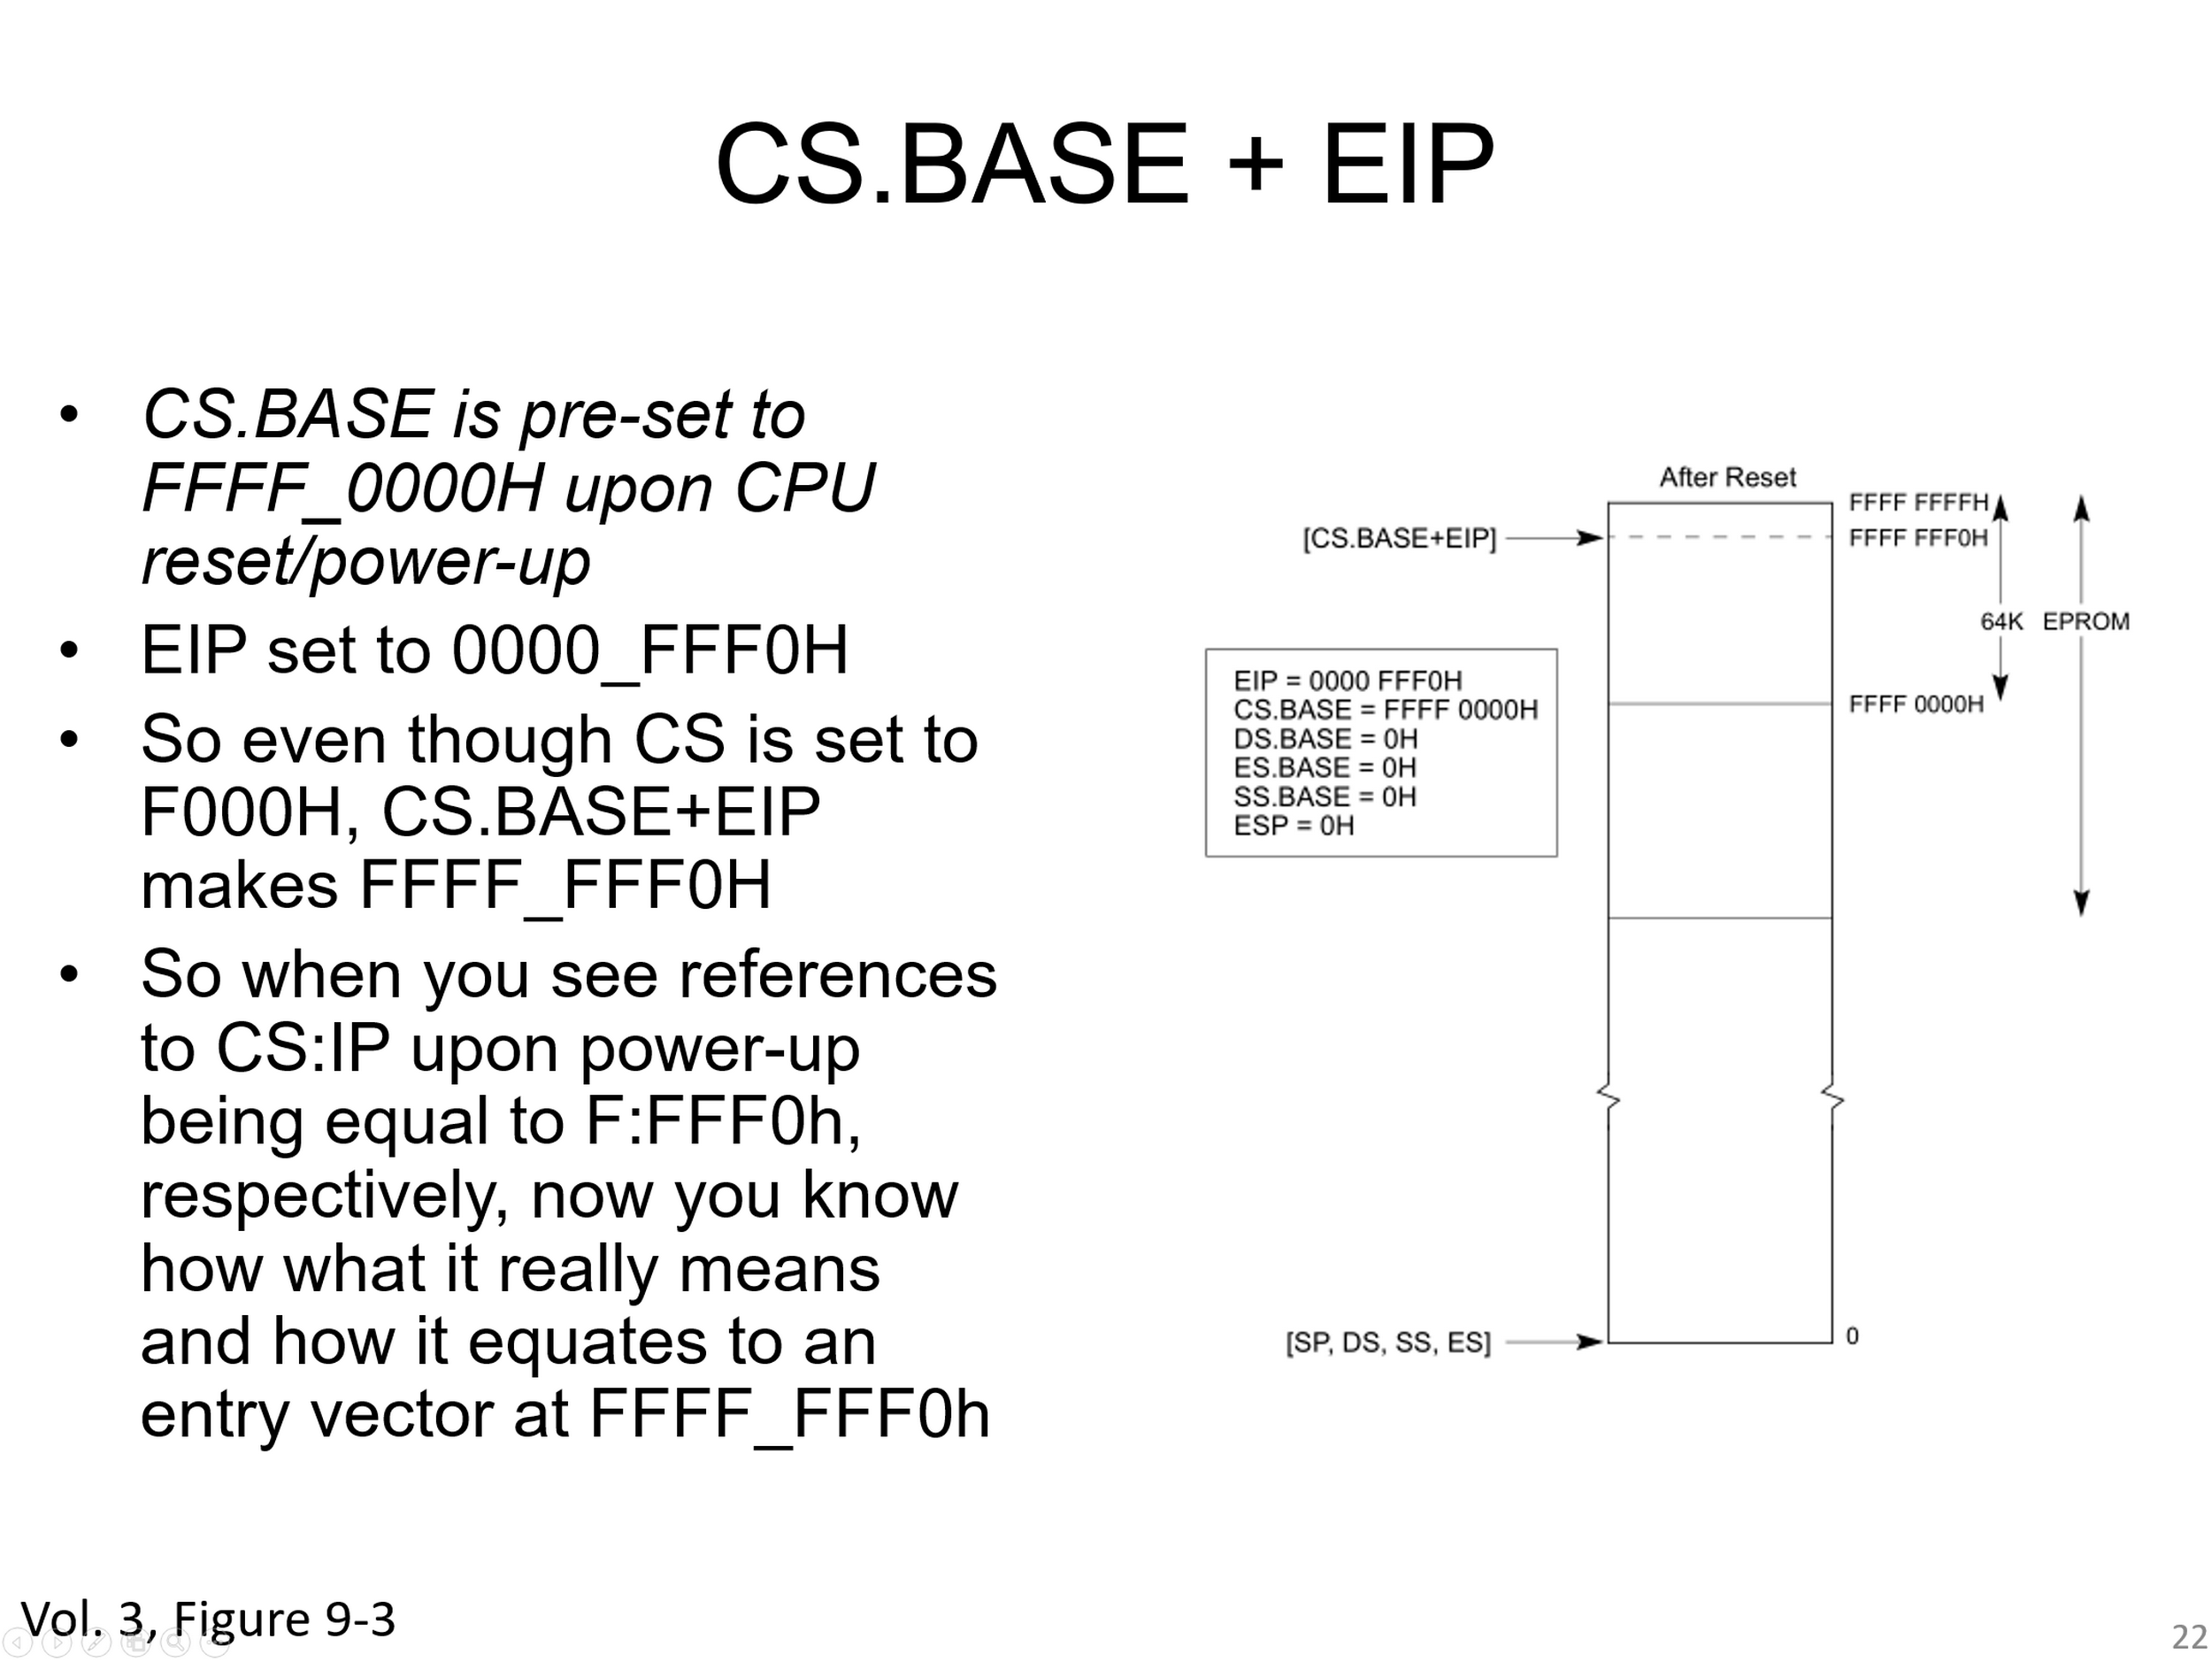 CS.BASE + EIP
• CS.BASE is pre-set to
FFFF_0000H upon CPU
reset/power-up
• EIP set to 0000_FFF0H
• So even though CS is set to
F000H, CS.BASE+EIP
makes FFFF_FFF0H
• So when you see references
to CS:IP upon power-up
being equal to F:FFF0h,
respectively, now you know
how what it really means
and how it equates to an
entry vector at FFFF_FFF0h
After Reset
FFFF FFFFH
[CS.BASE+EIP]
FFFF FFF0H
64K
EPROM
EIP = 0000 FFF0H
CS.BASE = FFFF 0000H
DS.BASE = 0H
ES.BASE = 0H
SS.BASE = 0H
ESP = 0H
FFFF 0000H
[SP, DS, SS, ES]
0
Vol. 3, Figure 9-3
22